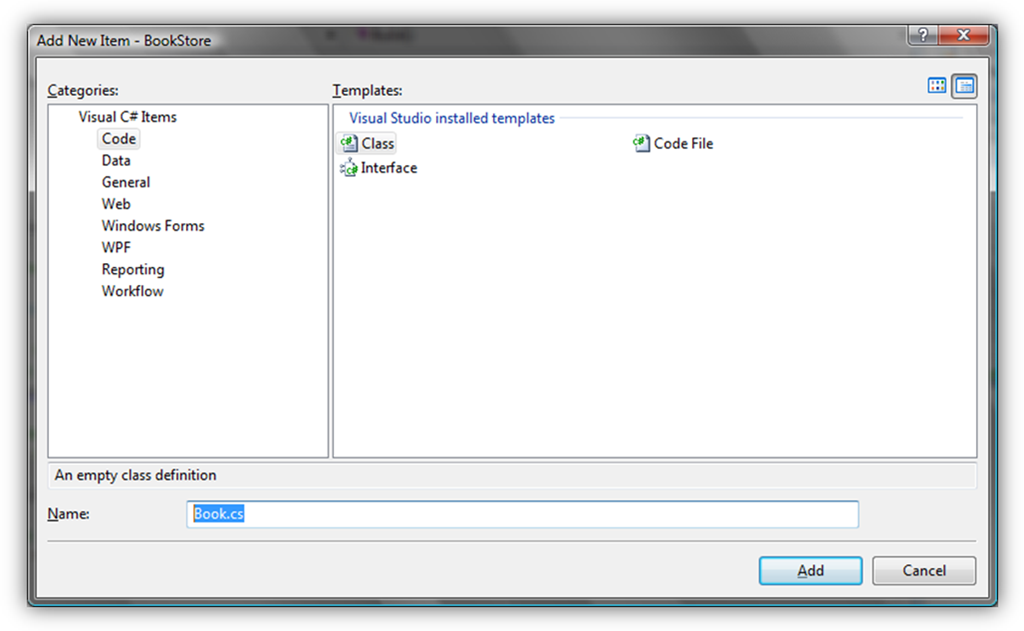 Add New Item - BookStore
?
Categories:
Templates:
Visual C# Items
Code
Data
General
Web
Windows Forms
WPF
Reporting
Workflow
Visual Studio installed templates
Class
Code File
Interface
An empty class definition
Name:
Book.cs
Add
Cancel